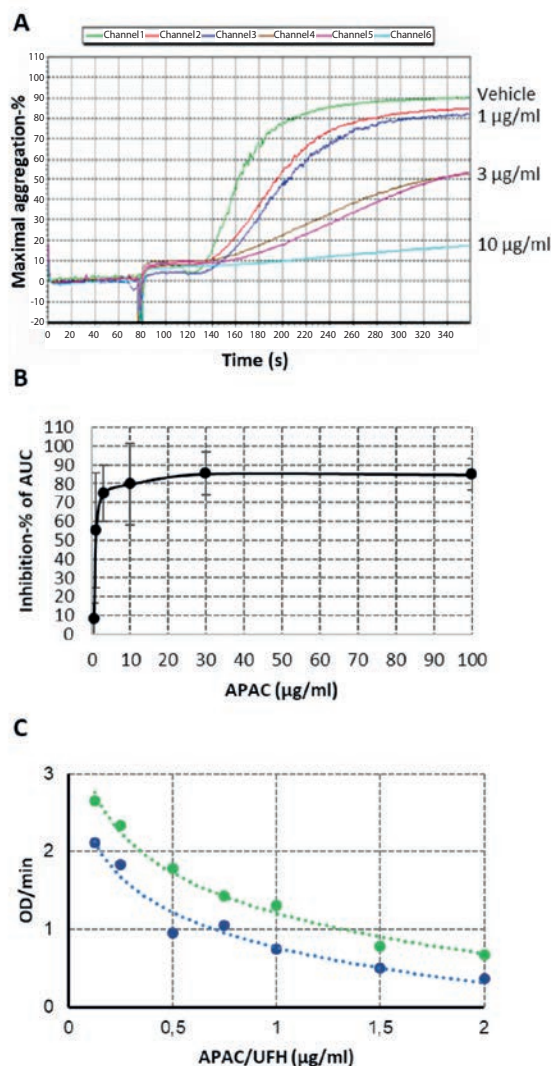 A
Channel1 Channel2 Channel3 Channel4 Channel5 Channel6
Maximal aggregation-%
110
100
90
80
70
60
50
40
30
20
10
0
-10
-20
Vehicle
1 µg/ml
3 µg/ml
10 µg/ml
0 20 40 60 80 100 120 140 160 180 200 220 240 260 280 300 320 340
Time (s)
B
Inhibition-% of AUC
110
100
90
80
70
60
50
40
30
20
10
0
0 10 20 30 40 50 60 70 80 90 100
APAC (µg/ml)
C
OD/min
3
2
1
0
0 0,5 1 1,5 2
APAC/UFH (µg/ml)